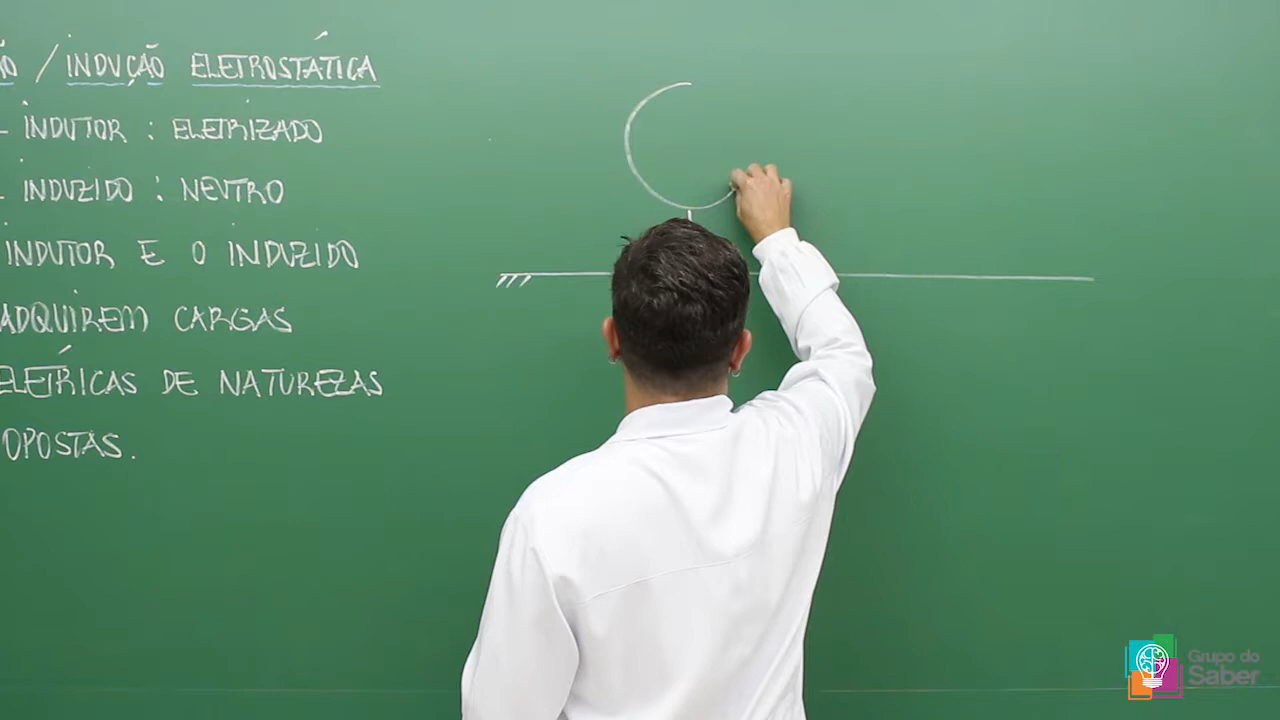 ÃO / INDUÇÃO ELETROSTÁTICA
- INDUTOR : ELETRIZADO
- INDUZIDO : NEUTRO
INDUTOR E O INDUZIDO
ADQUIREM CARGAS
ELÉTRICAS DE NATUREZAS
OPOSTAS.
Grupo do
Saber